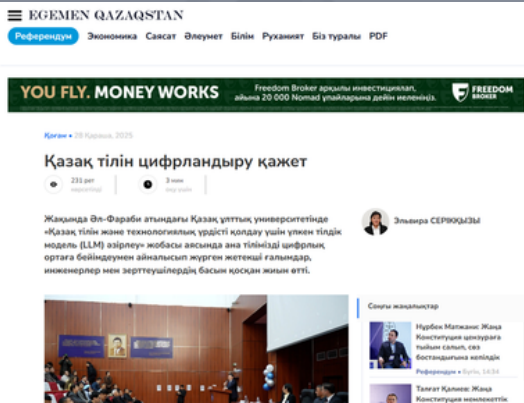 EGEMEN QAZAQSTAN
Референдум Экономика Саясат Әлеумет Білім Руханият Біз туралы PDF
YOU FLY. MONEY WORKS
Freedom Broker арқылы инвестициялап,
айына 20 000 Nomad ұпайларына дейін иеленіңіз.
FREEDOM
BROKER
Қоғам • 28 Қараша, 2025
Қазақ тілін цифрландыру қажет
231 рет
көрсетілді
3 мин
оқу үшін
Жақында Әл-Фараби атындағы Қазақ ұлттық университетінде
«Қазақ тілін және технологиялық үрдісті қолдау үшін үлкен тілдік
модель (LLM) әзірлеу» жобасы аясында ана тілімізді цифрлық
ортаға бейімдеумен айналысып жүрген жетекші ғалымдар,
инженерлер мен зерттеушілердің басын қосқан жиын өтті.
Эльвира СЕРІКҚЫЗЫ
Соңғы жаңалықтар
Нұрбек Матжани: Жаңа
Конституция цензураға
тыйым салып, сөз
бостандығына кепілдік
Референдум • Бүгін, 14:34
Талғат Қалиев: Жаңа
Конституция мемлекеттік